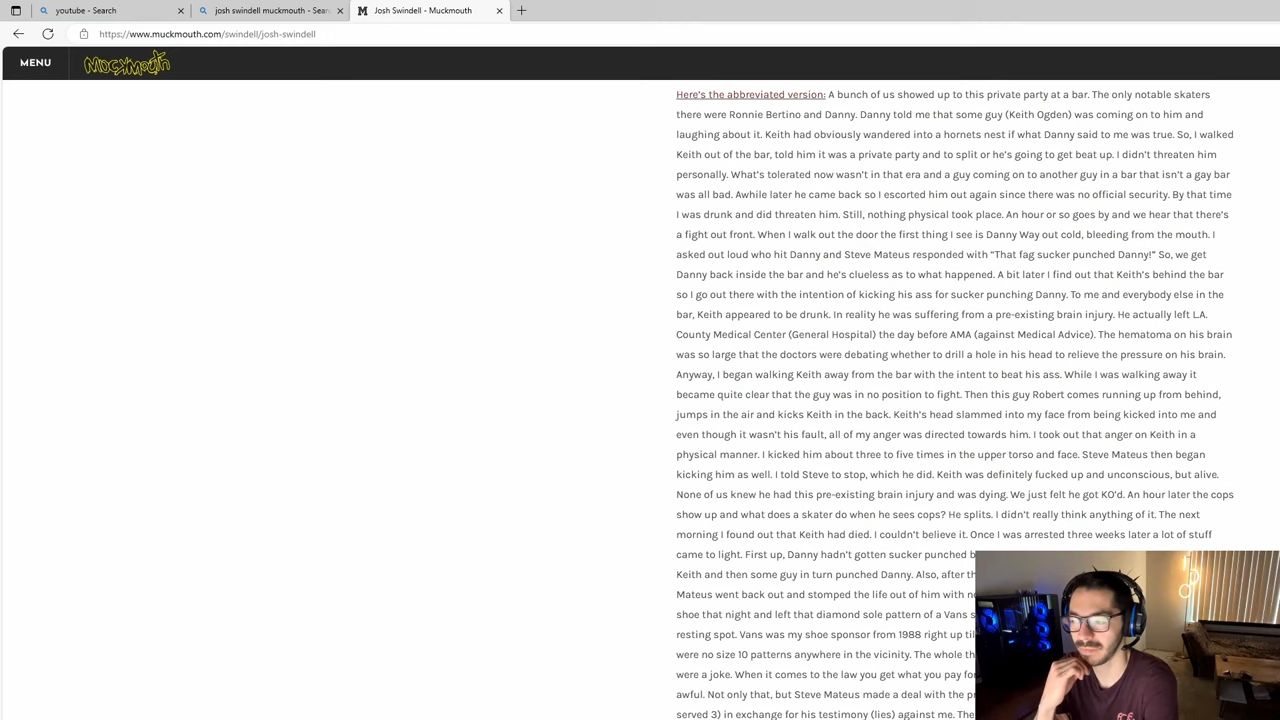 youtube - Search
josh swindell muckmouth - Sear
Josh Swindell - Muckmouth
https://www.muckmouth.com/swindell/josh-swindell
MENU
Muckmouth
Here's the abbreviated version: A bunch of us showed up to this private party at a bar. The only notable skaters
there were Ronnie Bertino and Danny. Danny told me that some guy (Keith Ogden) was coming on to him and
laughing about it. Keith had obviously wandered into a hornets nest if what Danny said to me was true. So, I walked
Keith out of the bar, told him it was a private party and to split or he's going to get beat up. I didn't threaten him
personally. What's tolerated now wasn't in that era and a guy coming on to another guy in a bar that isn't a gay bar
was all bad. Awhile later he came back so I escorted him out again since there was no official security. By that time
I was drunk and did threaten him. Still, nothing physical took place. An hour or so goes by and we hear that there's
a fight out front. When I walk out the door the first thing I see is Danny Way out cold, bleeding from the mouth. I
asked out loud who hit Danny and Steve Mateus responded with "That fag sucker punched Danny!" So, we get
Danny back inside the bar and he's clueless as to what happened. A bit later I find out that Keith's behind the bar
so I go out there with the intention of kicking his ass for sucker punching Danny. To me and everybody else in the
bar, Keith appeared to be drunk. In reality he was suffering from a pre-existing brain injury. He actually left L.A.
County Medical Center (General Hospital) the day before AMA (against Medical Advice). The hematoma on his brain
was so large that the doctors were debating whether to drill a hole in his head to relieve the pressure on his brain.
Anyway, I began walking Keith away from the bar with the intent to beat his ass. While I was walking away it
became quite clear that the guy was in no position to fight. Then this guy Robert comes running up from behind,
jumps in the air and kicks Keith in the back. Keith's head slammed into my face from being kicked into me and
even though it wasn't his fault, all of my anger was directed towards him. I took out that anger on Keith in a
physical manner. I kicked him about three to five times in the upper torso and face. Steve Mateus then began
kicking him as well. I told Steve to stop, which he did. Keith was definitely fucked up and unconscious, but alive.
None of us knew he had this pre-existing brain injury and was dying. We just felt he got KO'd. An hour later the cops
show up and what does a skater do when he sees cops? He splits. I didn't really think anything of it. The next
morning I found out that Keith had died. I couldn't believe it. Once I was arrested three weeks later a lot of stuff
came to light. First up, Danny hadn't gotten sucker punched b
Keith and then some guy in turn punched Danny. Also, after th
Mateus went back out and stomped the life out of him with no
shoe that night and left that diamond sole pattern of a Vans s
resting spot. Vans was my shoe sponsor from 1988 right up til
were no size 10 patterns anywhere in the vicinity. The whole th
were a joke. When it comes to the law you get what you pay fo
awful. Not only that, but Steve Mateus made a deal with the pr
served 3) in exchange for his testimony (lies) against me. The